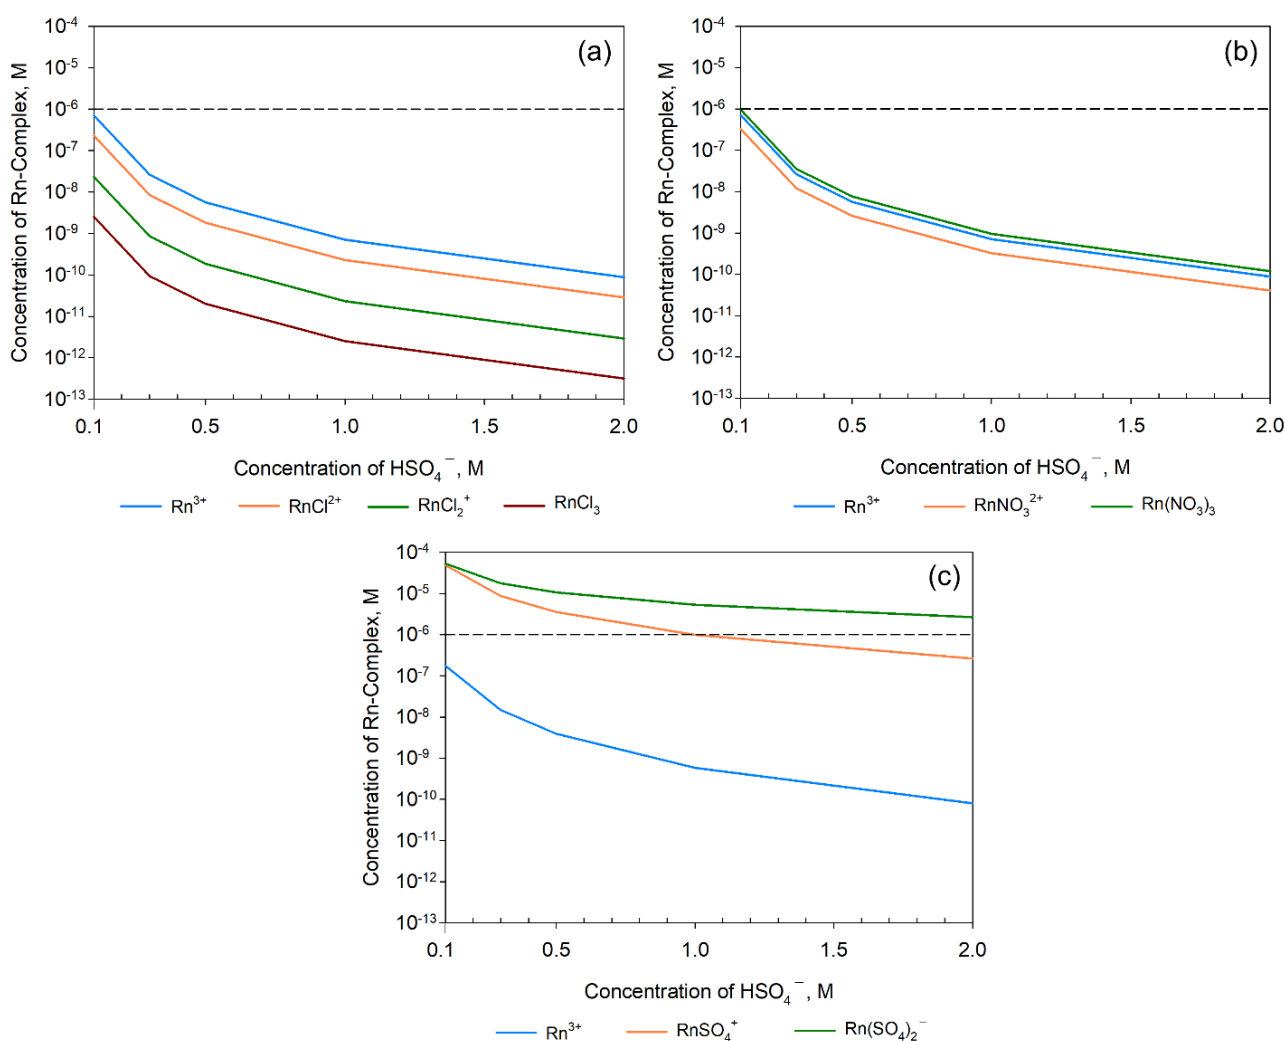 (a)
Concentration of Rn-Complex, M
10⁻⁴
10⁻⁵
10⁻⁶
10⁻⁷
10⁻⁸
10⁻⁹
10⁻¹⁰
10⁻¹¹
10⁻¹²
10⁻¹³
0.1 0.5 1.0 1.5 2.0
Concentration of HSO₄⁻, M
Rn³⁺ RnCl²⁺ RnCl₂⁺ RnCl₃
(b)
Concentration of Rn-Complex, M
10⁻⁴
10⁻⁵
10⁻⁶
10⁻⁷
10⁻⁸
10⁻⁹
10⁻¹⁰
10⁻¹¹
10⁻¹²
10⁻¹³
0.1 0.5 1.0 1.5 2.0
Concentration of HSO₄⁻, M
Rn³⁺ RnNO₃²⁺ Rn(NO₃)₃
(c)
Concentration of Rn-Complex, M
10⁻⁴
10⁻⁵
10⁻⁶
10⁻⁷
10⁻⁸
10⁻⁹
10⁻¹⁰
10⁻¹¹
10⁻¹²
10⁻¹³
0.1 0.5 1.0 1.5 2.0
Concentration of HSO₄⁻, M
Rn³⁺ RnSO₄⁺ Rn(SO₄)₂⁻